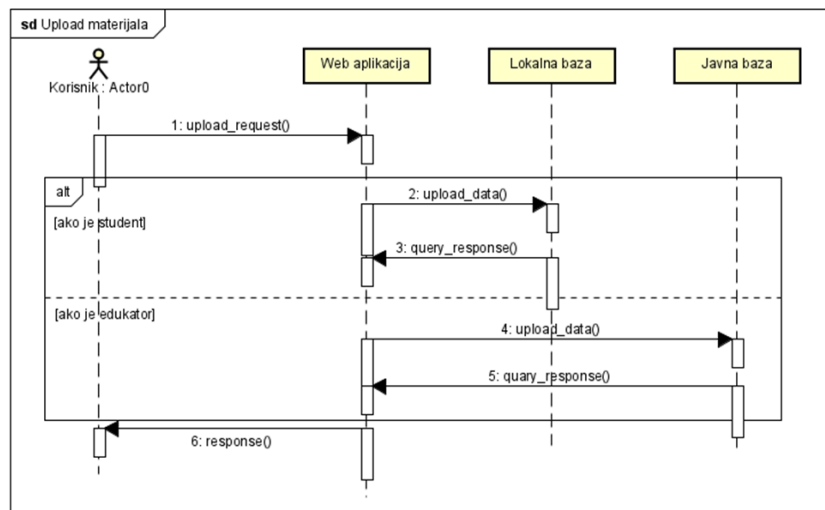 sd Upload materijala
Korisnik : Actor0
Web aplikacija
Lokalna baza
Javna baza
1: upload_request()
alt
2: upload_data()
[ako je student]
3: query_response()
[ako je edukator]
4: upload_data()
5: quary_response()
6: response()